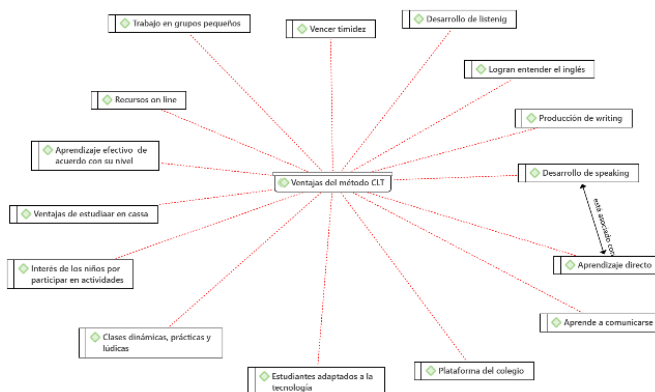 Trabajo en grupos pequeños
Vencer timidez
Desarrollo de listenig
Logran entender el inglés
Recursos on line
Producción de writing
Aprendizaje efectivo de
acuerdo con su nivel
Desarrollo de speaking
Ventajas del método CLT
está asociado con
Ventajas de estudiaar en cassa
Aprendizaje directo
Interés de los niños por
participar en actividades
Aprende a comunicarse
Clases dinámicas, prácticas y
lúdicas
Plataforma del colegio
Estudiantes adaptados a la
tecnología